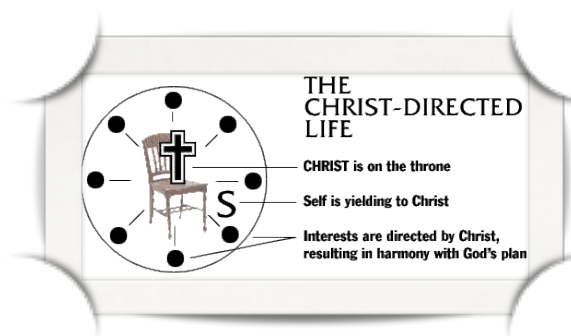 THE
CHRIST-DIRECTED
LIFE
CHRIST is on the throne
S
Self is yielding to Christ
Interests are directed by Christ,
resulting in harmony with God's plan